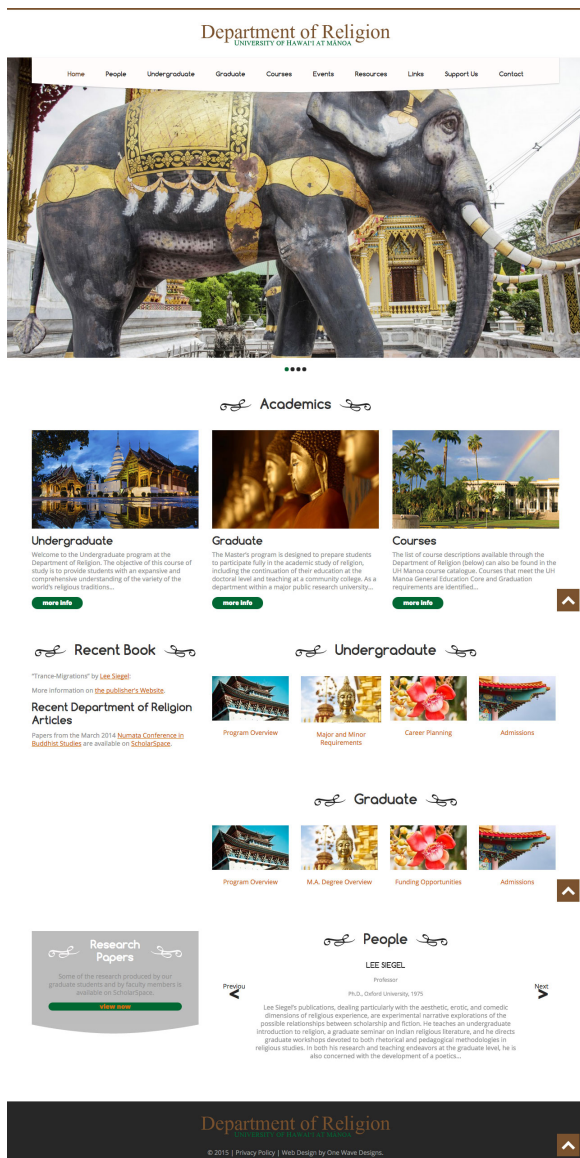 Department of Religion
UNIVERSITY OF HAWAI'I AT MĀNOA
Home People Undergraduate Graduate Courses Events Resources Links Support Us Contact
Academics
Undergraduate
Welcome to the Undergraduate program at the
Department of Religion. The objective of this course of
study is to provide students with an expansive and
comprehensive understanding of the variety of the
world's religious traditions...
more info
Graduate
The Master's program is designed to prepare students
to participate fully in the academic study of religion,
including the continuation of their education at the
doctoral level and teaching at a community college. As a
department within a major public research university...
more info
Courses
The list of course descriptions available through the
Department of Religion (below) can also be found in the
UH Manoa course catalogue. Courses that meet the UH
Manoa General Education Core and Graduation
requirements are identified...
more info
Recent Book
"Trance-Migrations" by Lee Siegel:
More information on the publisher's Website.
Recent Department of Religion
Articles
Papers from the March 2014 Numata Conference in
Buddhist Studies are available on ScholarSpace.
Undergradaute
Program Overview
Major and Minor
Requirements
Career Planning
Admissions
Graduate
Program Overview
M.A. Degree Overview
Funding Opportunities
Admissions
Research
Papers
Some of the research produced by out
graduate students and by faculty members is
available on ScholarSpace.
view now
People
LEE SIEGEL
Professor
Ph.D., Oxford University, 1975
Previou
<
Next
>
Lee Siegel's publications, dealing particularly with the aesthetic, erotic, and comedic
dimensions of religious experience, are experimental narrative explorations of the
possible relationships between scholarship and fiction. He teaches an undergraduate
introduction to religion, a graduate seminar on Indian religious literature, and he directs
graduate workshops devoted to both rhetorical and pedagogical methodologies in
religious studies. In both his research and teaching endeavors at the graduate level, he is
also concerned with the development of a poetics...
Department of Religion
UNIVERSITY OF HAWAI'I AT MĀNOA
© 2015 | Privacy Policy | Web Design by One Wave Designs.